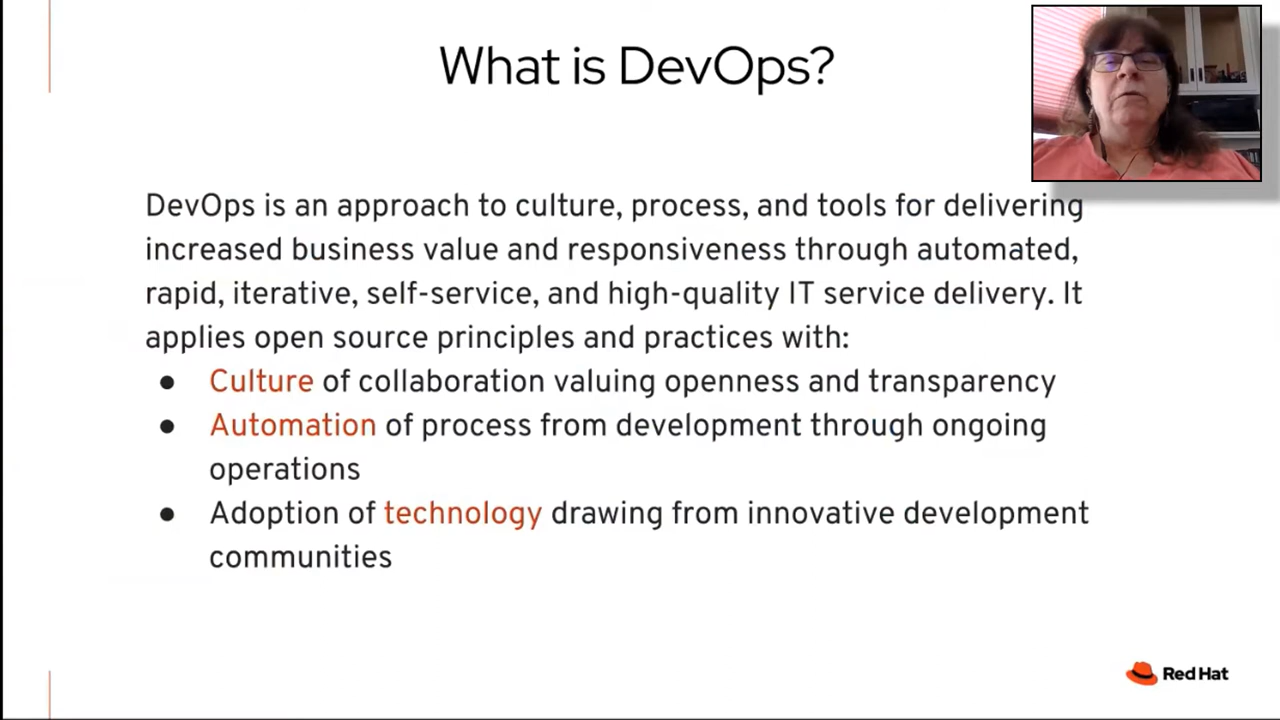 What is DevOps?
DevOps is an approach to culture, process, and tools for delivering
increased business value and responsiveness through automated,
rapid, iterative, self-service, and high-quality IT service delivery. It
applies open source principles and practices with:
● Culture of collaboration valuing openness and transparency
● Automation of process from development through ongoing
operations
● Adoption of technology drawing from innovative development
communities
Red Hat